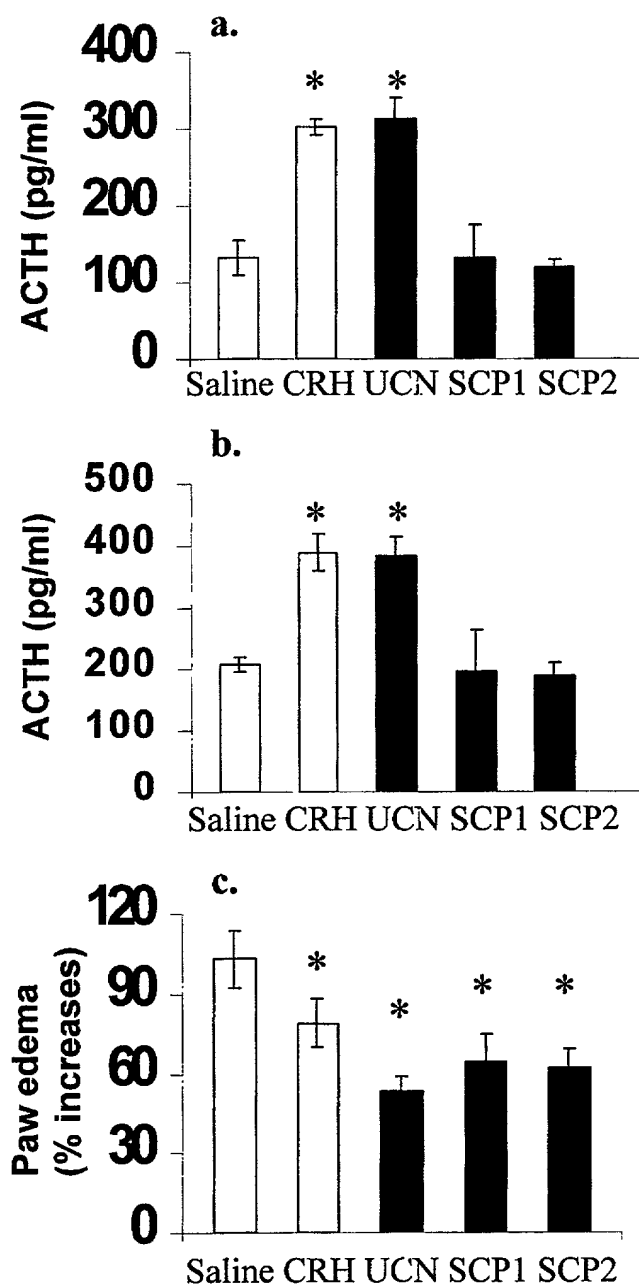 a.
ACTH (pg/ml)
400
300
200
100
0
* *
Saline CRH UCN SCP1 SCP2
b.
ACTH (pg/ml)
500
400
300
200
100
0
* *
Saline CRH UCN SCP1 SCP2
c.
Paw edema
(% increases)
120
90
60
30
0
* * * *
Saline CRH UCN SCP1 SCP2